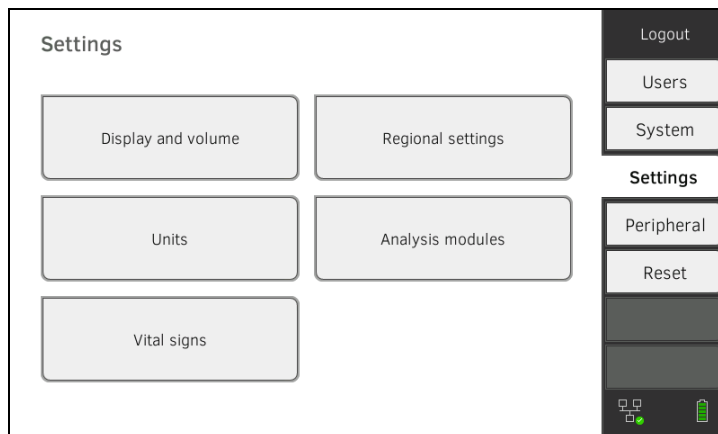 Settings
Display and volume
Regional settings
Units
Analysis modules
Vital signs
Logout
Users
System
Settings
Peripheral
Reset